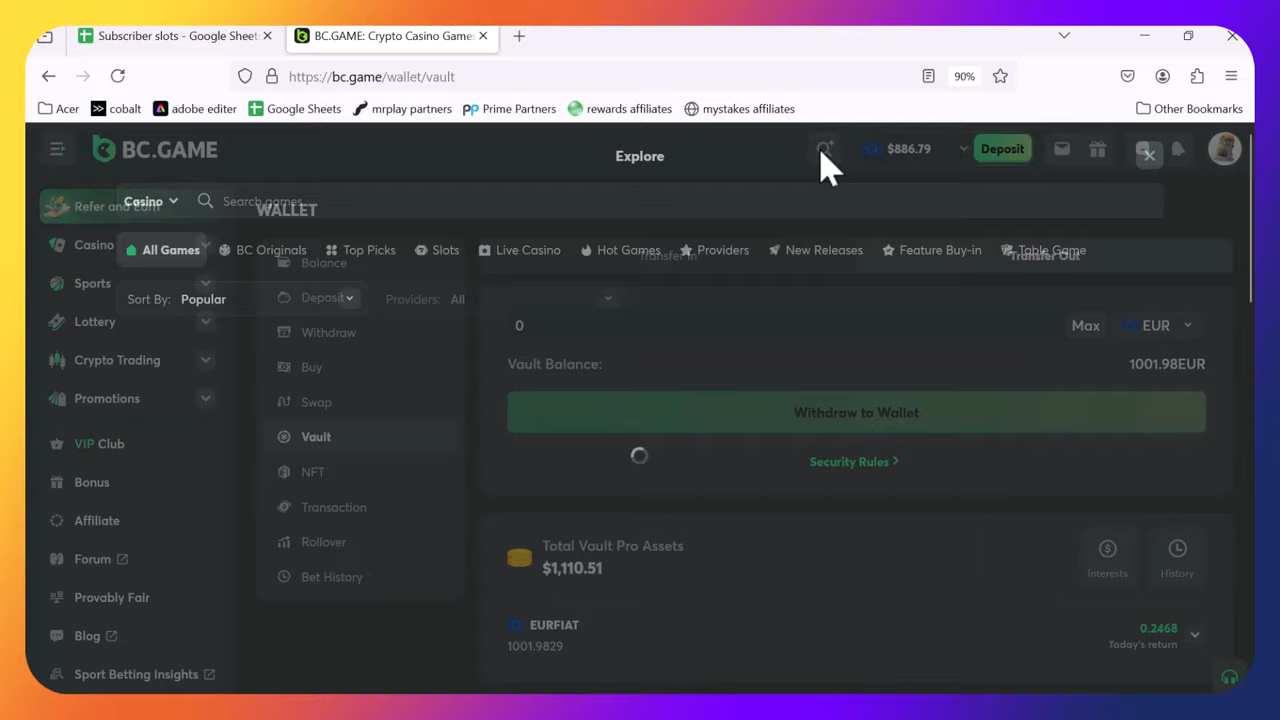 Subscriber slots - Google Sheets
BC.GAME: Crypto Casino Games
https://bc.game/wallet/vault
90%
Acer
cobalt
adobe editer
Google Sheets
mrplay partners
Prime Partners
rewards affiliates
mystakes affiliates
Other Bookmarks
BC.GAME
Explore
$886.79
Deposit
Refer and Earn
Casino
Search games
WALLET
Casino
All Games
BC Originals
Top Picks
Slots
Live Casino
Hot Games
Providers
New Releases
Feature Buy-in
Table Game
Balance
Transfer In
Transfer Out
Sports
Sort By: Popular
Deposit
Providers: All
Lottery
Withdraw
0
Max
EUR
Crypto Trading
Buy
Vault Balance:
1001.98EUR
Promotions
Swap
Withdraw to Wallet
VIP Club
Vault
Security Rules >
Bonus
NFT
Affiliate
Transaction
Forum
Rollover
Total Vault Pro Assets
$1,110.51
Interests
History
Provably Fair
Bet History
Blog
EURFIAT
1001.9829
0.2468
Today's return
Sport Betting Insights